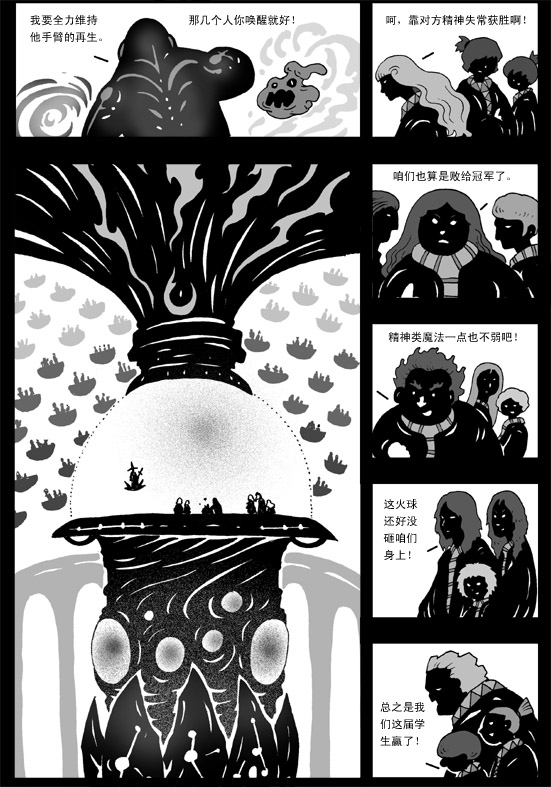 我要全力维持
他手臂的再生。
那几个人你唤醒就好！
呵，靠对方精神失常获胜啊！
咱们也算是败给冠军了。
精神类魔法一点也不弱吧！
这火球
还好没
砸咱们
身上！
总之是我
们这届学
生赢了！